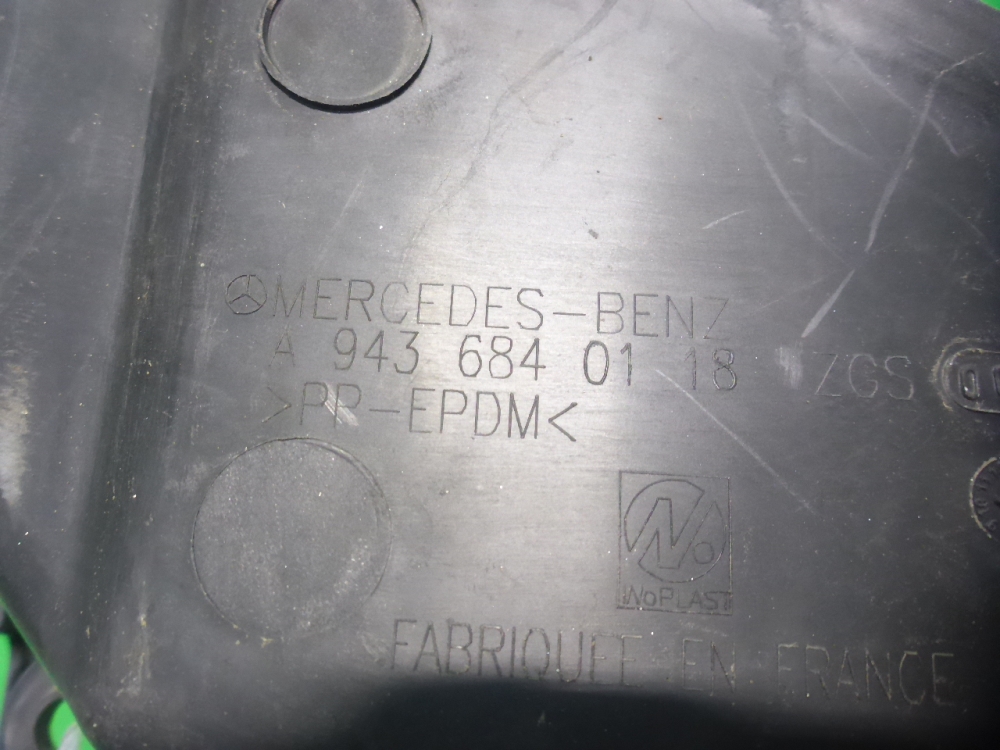 MERCEDES-BENZ
A 943 684 01 18 ZGS
>PP-EPDM<
WOPLAST
FABRIQUEE EN FRANCE